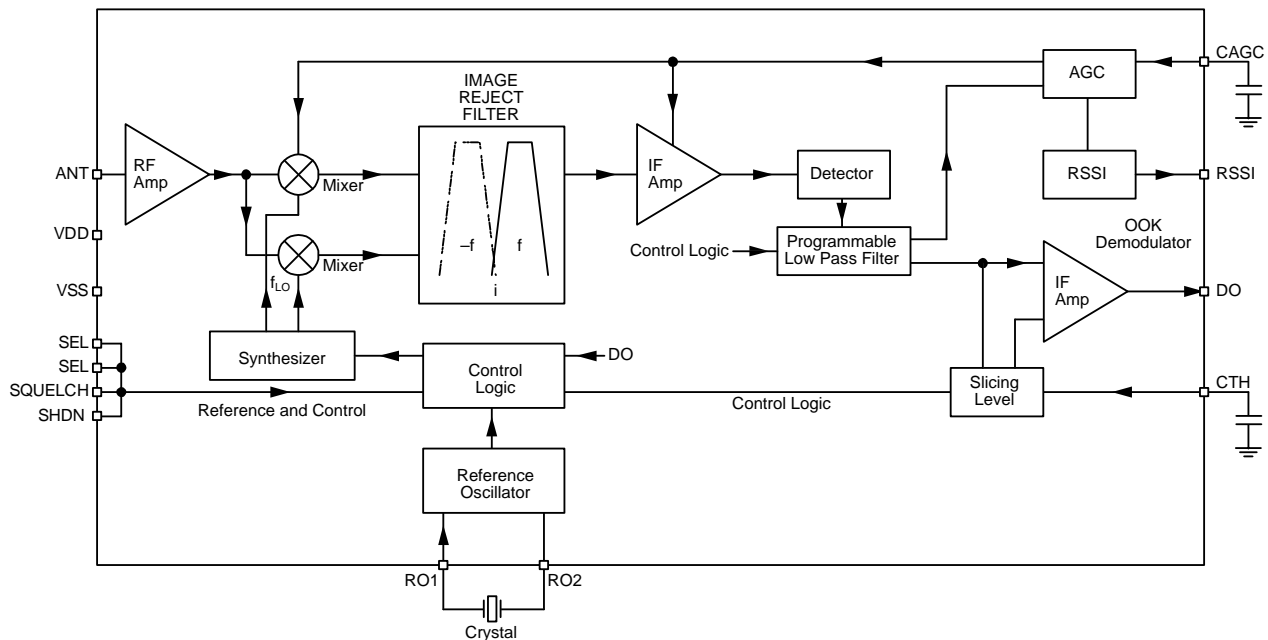 CAGC
AGC
IMAGE
REJECT
FILTER
RF
Amp
ANT
Mixer
IF
Amp
Detector
RSSI
RSSI
VDD
–f
f
Control Logic
Programmable
Low Pass Filter
OOK
Demodulator
Mixer
VSS
fLO
i
IF
Amp
DO
SEL
SEL
SQUELCH
SHDN
Synthesizer
DO
Control
Logic
Slicing
Level
CTH
Reference and Control
Control Logic
Reference
Oscillator
RO1
RO2
Crystal